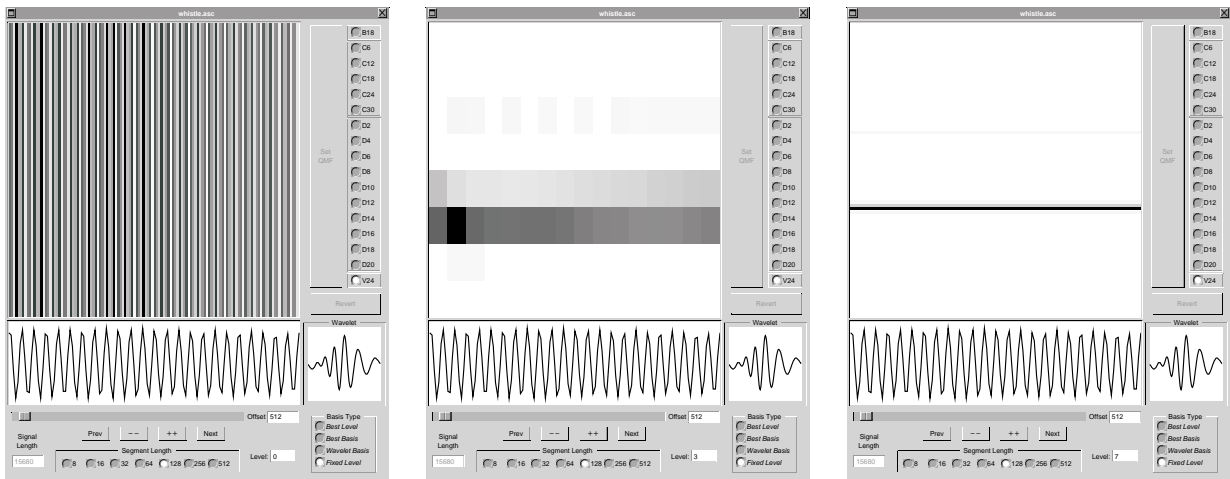 whistle.asc
Set
QMF
B18
C6
C12
C18
C24
C30
D2
D4
D6
D8
D10
D12
D14
D16
D18
D20
V24
Revert
Wavelet
Offset 512
Signal
Length
15680
Prev
--
++
Next
Segment Length
8 16 32 64 128 256 512
Level: 0
Basis Type
Best Level
Best Basis
Wavelet Basis
Fixed Level
whistle.asc
Set
QMF
B18
C6
C12
C18
C24
C30
D2
D4
D6
D8
D10
D12
D14
D16
D18
D20
V24
Revert
Wavelet
Offset 512
Signal
Length
15680
Prev
--
++
Next
Segment Length
8 16 32 64 128 256 512
Level: 3
Basis Type
Best Level
Best Basis
Wavelet Basis
Fixed Level
whistle.asc
Set
QMF
B18
C6
C12
C18
C24
C30
D2
D4
D6
D8
D10
D12
D14
D16
D18
D20
V24
Revert
Wavelet
Offset 512
Signal
Length
15680
Prev
--
++
Next
Segment Length
8 16 32 64 128 256 512
Level: 7
Basis Type
Best Level
Best Basis
Wavelet Basis
Fixed Level